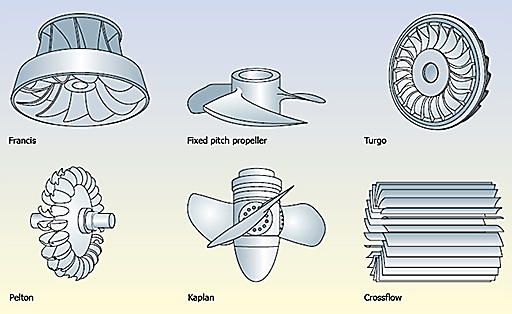 Francis
Fixed pitch propeller
Turgo
Pelton
Kaplan
Crossflow